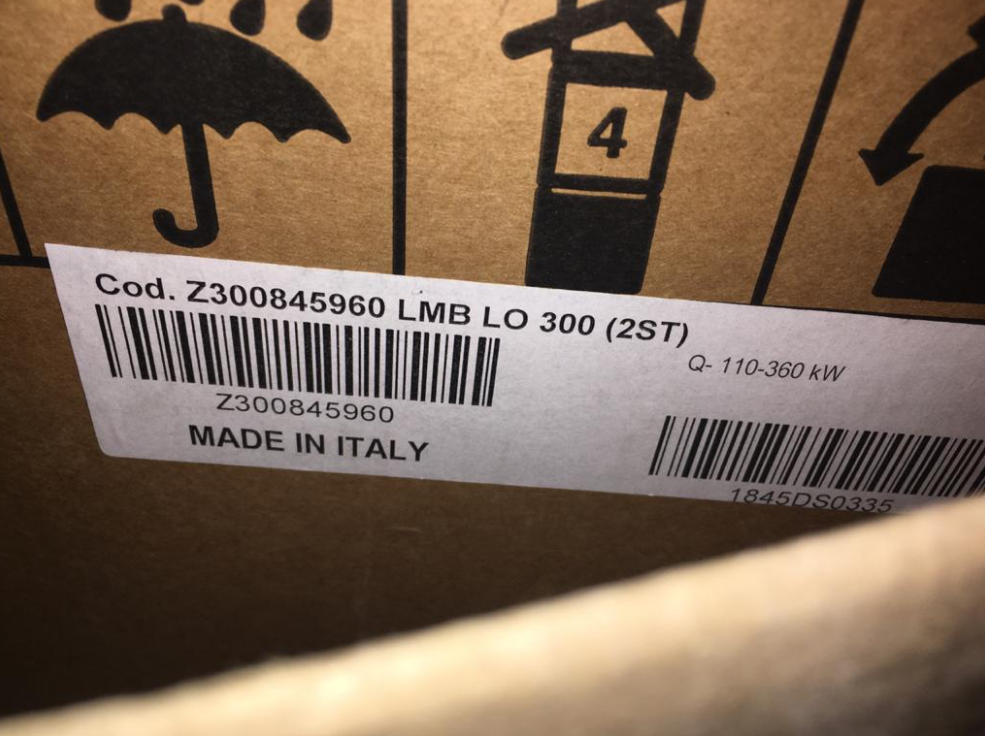 4
Cod. Z300845960 LMB LO 300 (2ST)
Q- 110-360 kW
Z300845960
MADE IN ITALY
1845DS0335